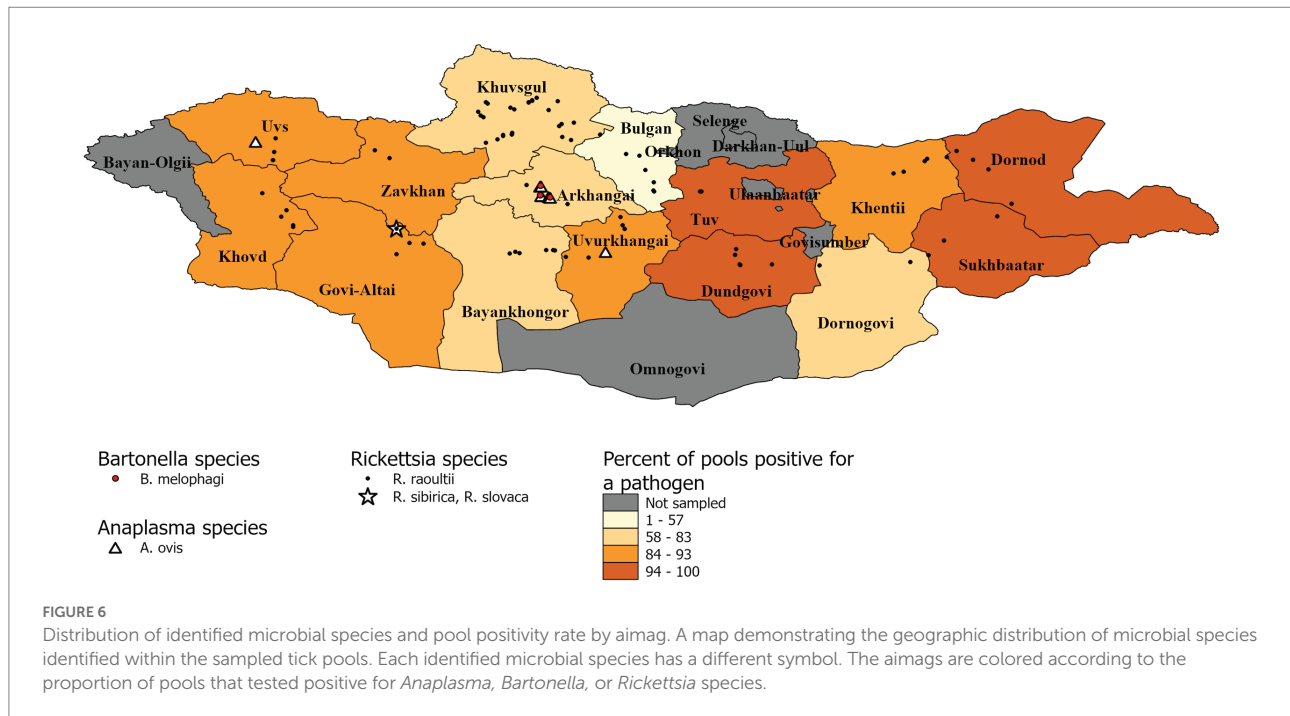 Khuvsgul
Uvs
Bulgan
Selenge
Bayan-Olgii
Orkhon
Darkhan-Uul
Dornod
Zavkhan
Arkhangai
Ulaanbaatar
Tuv
Khentii
Khovd
Uvurkhangai
Govisumber
Govi-Altai
Sukhbaatar
Bayankhongor
Dundgovi
Dornogovi
Omnogovi
Bartonella species
B. melophagi
Anaplasma species
A. ovis
Rickettsia species
R. raoultii
R. sibirica, R. slovaca
Percent of pools positive for
a pathogen
Not sampled
1 - 57
58 - 83
84 - 93
94 - 100
FIGURE 6
Distribution of identified microbial species and pool positivity rate by aimag. A map demonstrating the geographic distribution of microbial species
identified within the sampled tick pools. Each identified microbial species has a different symbol. The aimags are colored according to the
proportion of pools that tested positive for Anaplasma, Bartonella, or Rickettsia species.